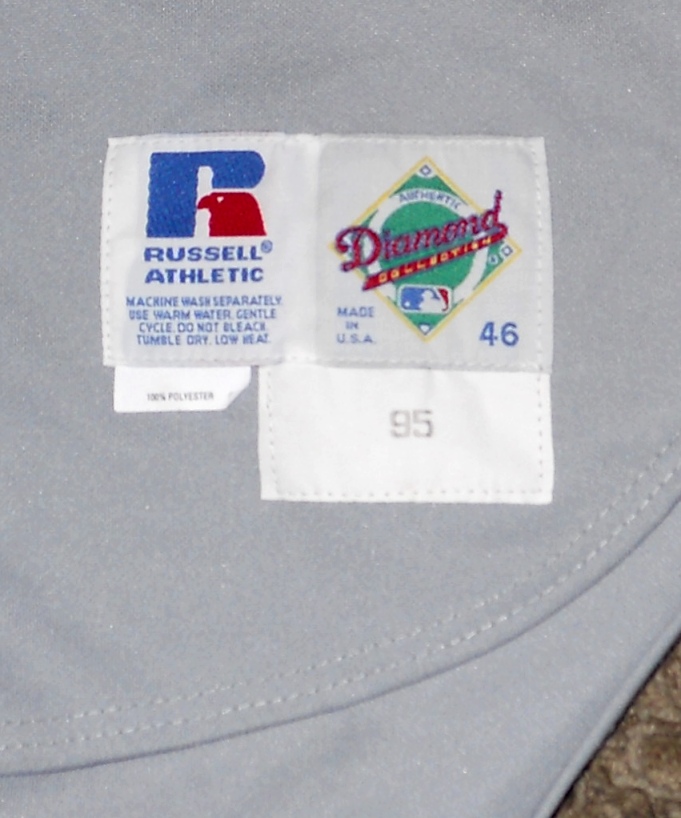 RUSSELL®
ATHLETIC
MACHINE WASH SEPARATELY.
USE WARM WATER. GENTLE
CYCLE. DO NOT BLEACH.
TUMBLE DRY. LOW HEAT.
AUTHENTIC
Diamond
COLLECTION
MADE
IN
U.S.A.
46
100% POLYESTER
95